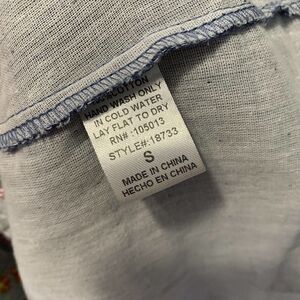 COTTON
HAND WASH ONLY
IN COLD WATER
LAY FLAT TO DRY
RN# :105013
STYLE#:18733
S
MADE IN CHINA
HECHO EN CHINA